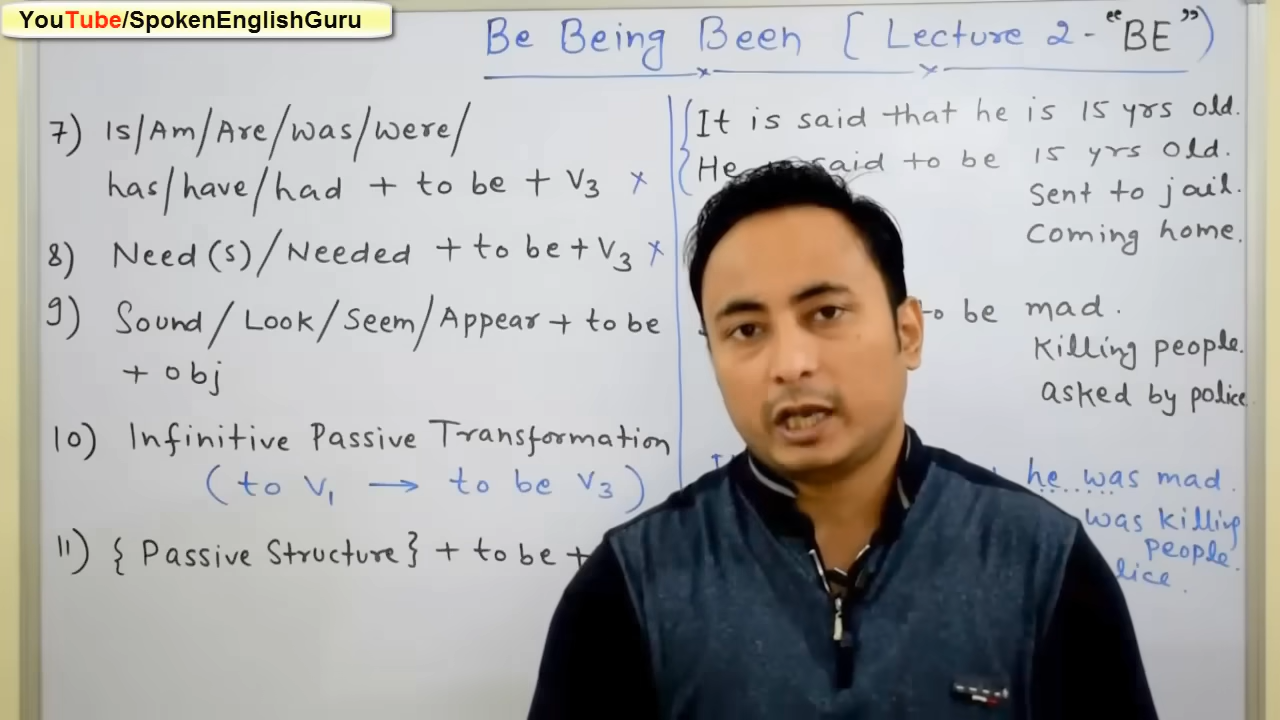 YouTube/SpokenEnglishGuru
Be Being Been [ Lecture 2 - "BE" )
7) Is/Am/Are/was/were/
has/have/had + to be + V3 ×
8) Need(s)/Needed + to be + V3 ×
9) Sound/Look/Seem/Appear + to be
+ obj
10) Infinitive Passive Transformation
(to V1 → to be V3)
11) { Passive Structure } + to be +
It is said that he is 15 yrs old.
He said to be 15 yrs old.
Sent to jail.
Coming home.
to be mad.
Killing people.
asked by police
he was mad.
was killing
people.